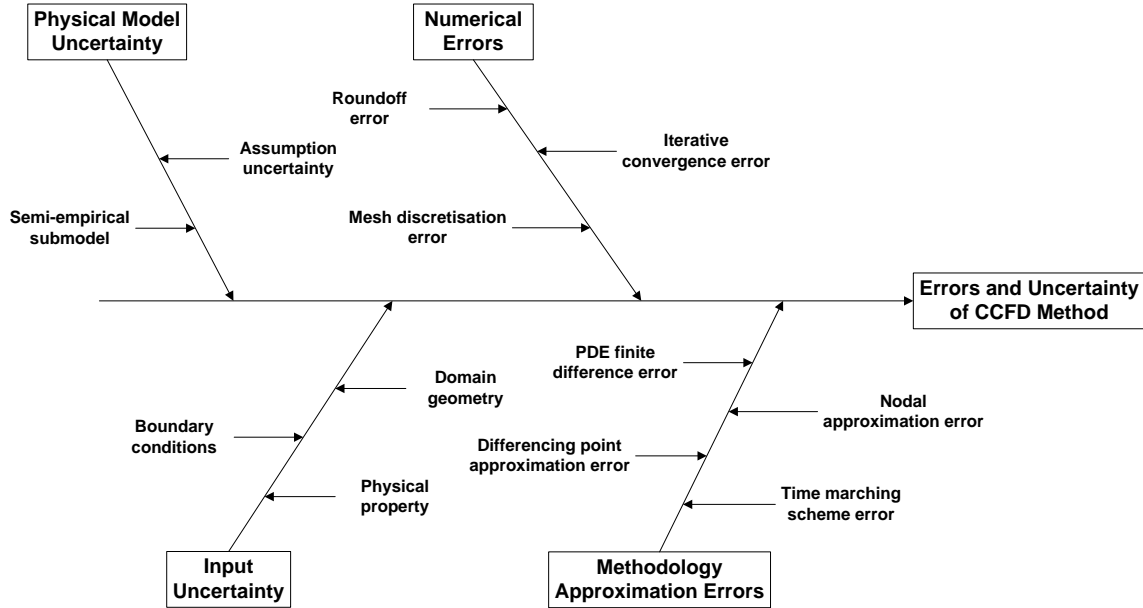 Physical Model
Uncertainty
Numerical
Errors
Roundoff
error
Iterative
convergence error
Assumption
uncertainty
Semi-empirical
submodel
Mesh discretisation
error
Errors and Uncertainty
of CCFD Method
PDE finite
difference error
Domain
geometry
Nodal
approximation error
Boundary
conditions
Differencing point
approximation error
Physical
property
Time marching
scheme error
Input
Uncertainty
Methodology
Approximation Errors